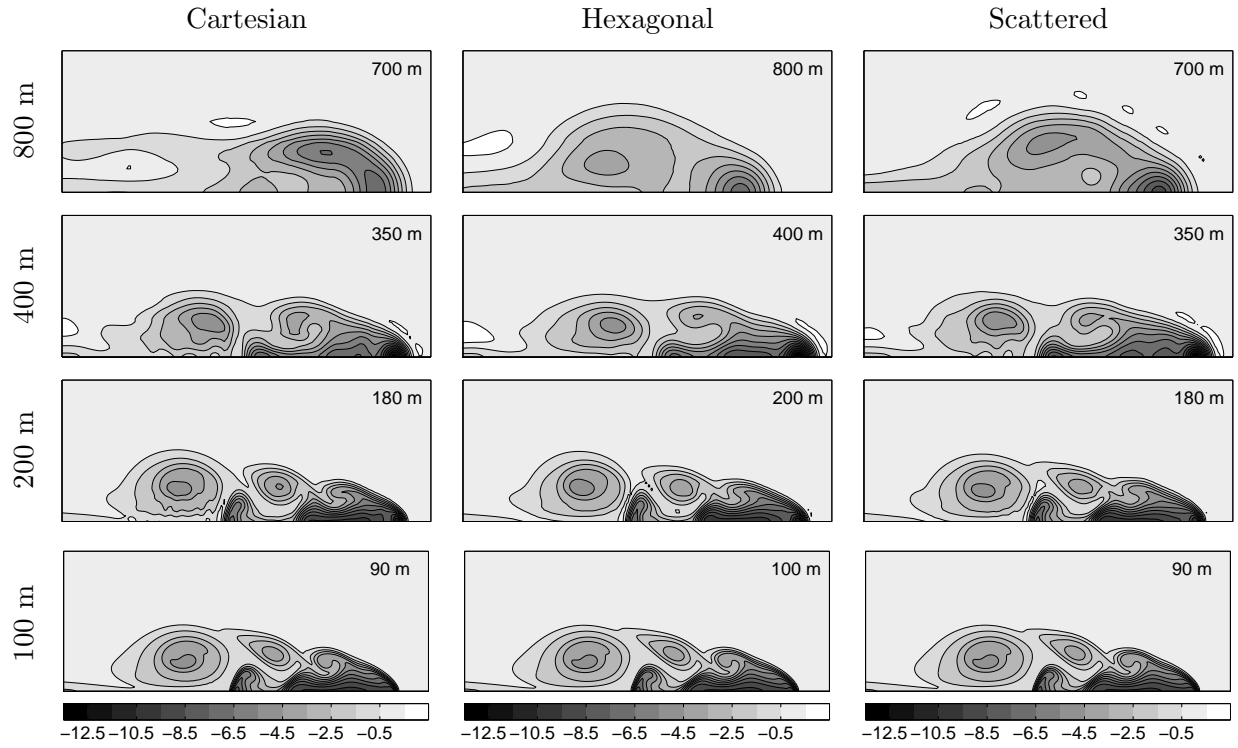 Cartesian Hexagonal Scattered
800 m
700 m 800 m 700 m
400 m
350 m 400 m 350 m
200 m
180 m 200 m 180 m
100 m
90 m 100 m 90 m
−12.5 −10.5 −8.5 −6.5 −4.5 −2.5 −0.5 −12.5 −10.5 −8.5 −6.5 −4.5 −2.5 −0.5 −12.5 −10.5 −8.5 −6.5 −4.5 −2.5 −0.5